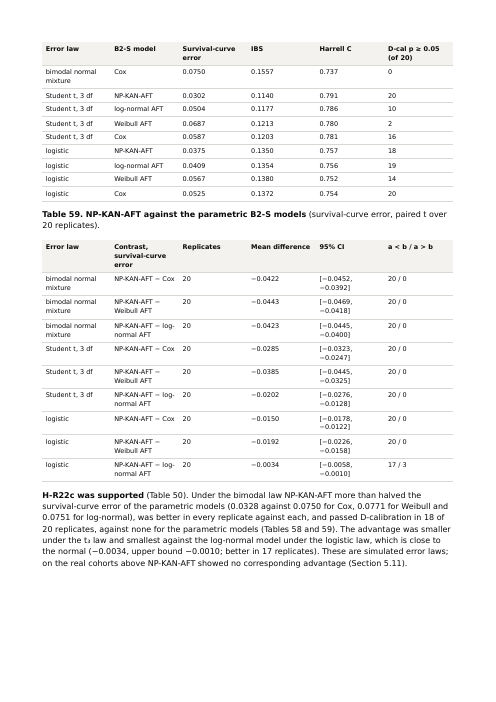 Error law B2-S model Survival-curve error IBS Harrell C D-cal p ≥ 0.05 (of 20)
bimodal normal mixture Cox 0.0750 0.1557 0.737 0
Student t, 3 df NP-KAN-AFT 0.0302 0.1140 0.791 20
Student t, 3 df log-normal AFT 0.0504 0.1177 0.786 10
Student t, 3 df Weibull AFT 0.0687 0.1213 0.780 2
Student t, 3 df Cox 0.0587 0.1203 0.781 16
logistic NP-KAN-AFT 0.0375 0.1350 0.757 18
logistic log-normal AFT 0.0409 0.1354 0.756 19
logistic Weibull AFT 0.0567 0.1380 0.752 14
logistic Cox 0.0525 0.1372 0.754 20
Table 59. NP-KAN-AFT against the parametric B2-S models (survival-curve error, paired t over
20 replicates).
Error law Contrast, survival-curve error Replicates Mean difference 95% CI a < b / a > b
bimodal normal mixture NP-KAN-AFT − Cox 20 −0.0422 [−0.0452, −0.0392] 20 / 0
bimodal normal mixture NP-KAN-AFT − Weibull AFT 20 −0.0443 [−0.0469, −0.0418] 20 / 0
bimodal normal mixture NP-KAN-AFT − log-normal AFT 20 −0.0423 [−0.0445, −0.0400] 20 / 0
Student t, 3 df NP-KAN-AFT − Cox 20 −0.0285 [−0.0323, −0.0247] 20 / 0
Student t, 3 df NP-KAN-AFT − Weibull AFT 20 −0.0385 [−0.0445, −0.0325] 20 / 0
Student t, 3 df NP-KAN-AFT − log-normal AFT 20 −0.0202 [−0.0276, −0.0128] 20 / 0
logistic NP-KAN-AFT − Cox 20 −0.0150 [−0.0178, −0.0122] 20 / 0
logistic NP-KAN-AFT − Weibull AFT 20 −0.0192 [−0.0226, −0.0158] 20 / 0
logistic NP-KAN-AFT − log-normal AFT 20 −0.0034 [−0.0058, −0.0010] 17 / 3
H-R22c was supported (Table 50). Under the bimodal law NP-KAN-AFT more than halved the
survival-curve error of the parametric models (0.0328 against 0.0750 for Cox, 0.0771 for Weibull and
0.0751 for log-normal), was better in every replicate against each, and passed D-calibration in 18 of
20 replicates, against none for the parametric models (Tables 58 and 59). The advantage was smaller
under the t₃ law and smallest against the log-normal model under the logistic law, which is close to
the normal (−0.0034, upper bound −0.0010; better in 17 replicates). These are simulated error laws;
on the real cohorts above NP-KAN-AFT showed no corresponding advantage (Section 5.11).